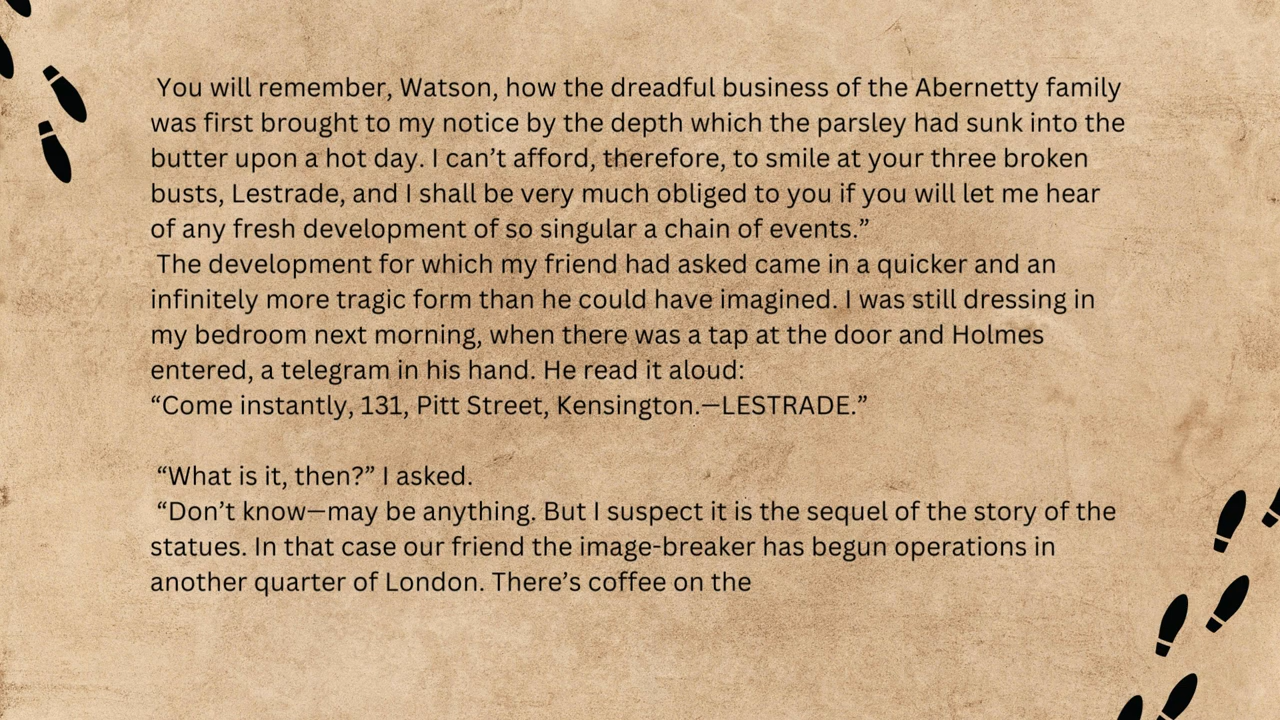 You will remember, Watson, how the dreadful business of the Abernetty family
was first brought to my notice by the depth which the parsley had sunk into the
butter upon a hot day. I can’t afford, therefore, to smile at your three broken
busts, Lestrade, and I shall be very much obliged to you if you will let me hear
of any fresh development of so singular a chain of events.”
The development for which my friend had asked came in a quicker and an
infinitely more tragic form than he could have imagined. I was still dressing in
my bedroom next morning, when there was a tap at the door and Holmes
entered, a telegram in his hand. He read it aloud:
“Come instantly, 131, Pitt Street, Kensington.—LESTRADE.”
“What is it, then?” I asked.
“Don’t know—may be anything. But I suspect it is the sequel of the story of the
statues. In that case our friend the image-breaker has begun operations in
another quarter of London. There’s coffee on the